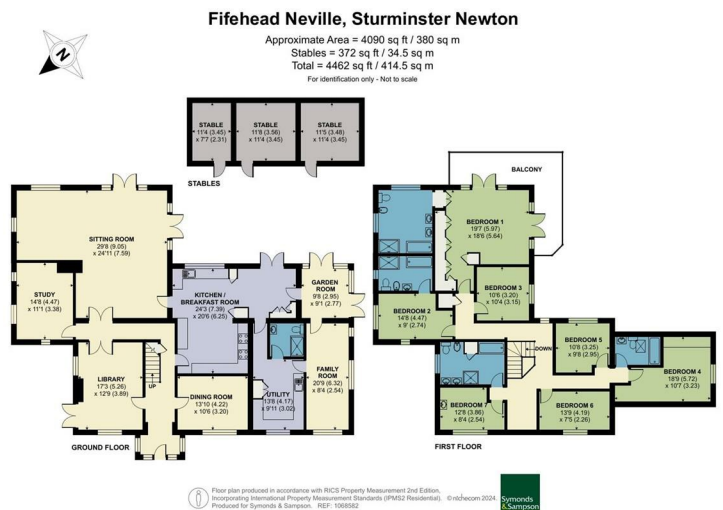 Fifehead Neville, Sturminster Newton
Approximate Area = 4090 sq ft / 380 sq m
Stables = 372 sq ft / 34.5 sq m
Total = 4462 sq ft / 414.5 sq m
For identification only - Not to scale
N
STABLE
11'4 (3.45)
x 7'7 (2.31)
STABLE
11'8 (3.56)
x 11'4 (3.45)
STABLE
11'5 (3.48)
x 11'4 (3.45)
STABLES
SITTING ROOM
29'8 (9.05)
x 24'11 (7.59)
STUDY
14'8 (4.47)
x 11'1 (3.38)
KITCHEN /
BREAKFAST ROOM
24'3 (7.39)
x 20'6 (6.25)
GARDEN
ROOM
9'8 (2.95)
x 9'1 (2.77)
LIBRARY
17'3 (5.26)
x 12'9 (3.89)
UP
DINING ROOM
13'10 (4.22)
x 10'6 (3.20)
UTILITY
13'8 (4.17)
x 9'11 (3.02)
FAMILY
ROOM
20'9 (6.32)
x 8'4 (2.54)
GROUND FLOOR
BALCONY
BEDROOM 1
19'7 (5.97)
x 18'6 (5.64)
BEDROOM 3
10'6 (3.20)
x 10'4 (3.15)
BEDROOM 2
14'8 (4.47)
x 9' (2.74)
DOWN
BEDROOM 5
10'8 (3.25)
x 9'8 (2.95)
BEDROOM 4
18'9 (5.72)
x 10'7 (3.23)
BEDROOM 7
12'8 (3.86)
x 8'4 (2.54)
BEDROOM 6
13'9 (4.19)
x 7'5 (2.26)
FIRST FLOOR
Floor plan produced in accordance with RICS Property Measurement 2nd Edition,
Incorporating International Property Measurement Standards (IPMS2 Residential). © nichecom 2024.
Produced for Symonds & Sampson. REF: 1068582
Symonds
&Sampson